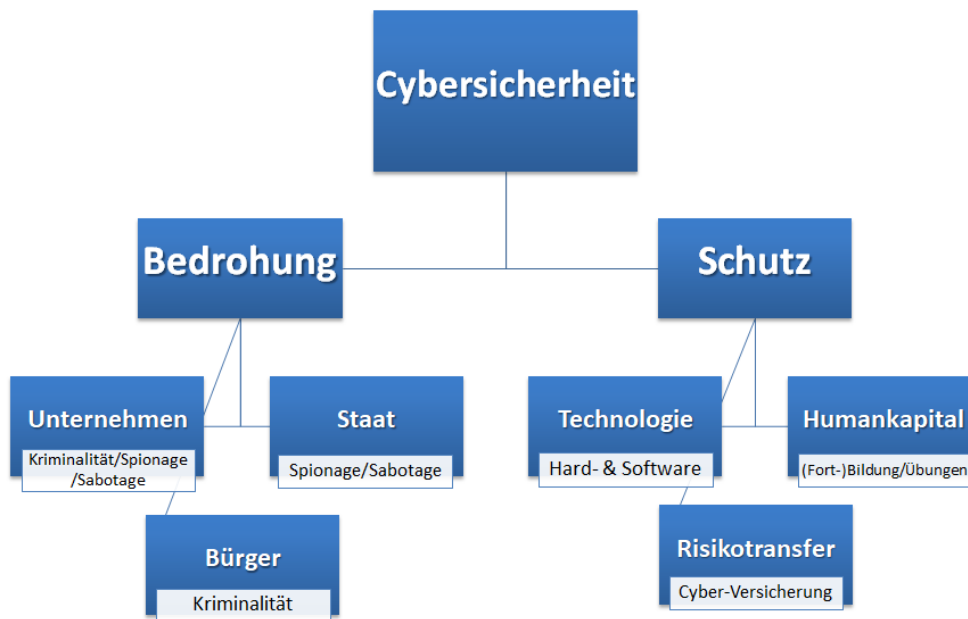 Cybersicherheit
Bedrohung
Schutz
Unternehmen
Kriminalität/Spionage
/Sabotage
Staat
Spionage/Sabotage
Bürger
Kriminalität
Technologie
Hard- & Software
Humankapital
(Fort-)Bildung/Übungen
Risikotransfer
Cyber-Versicherung